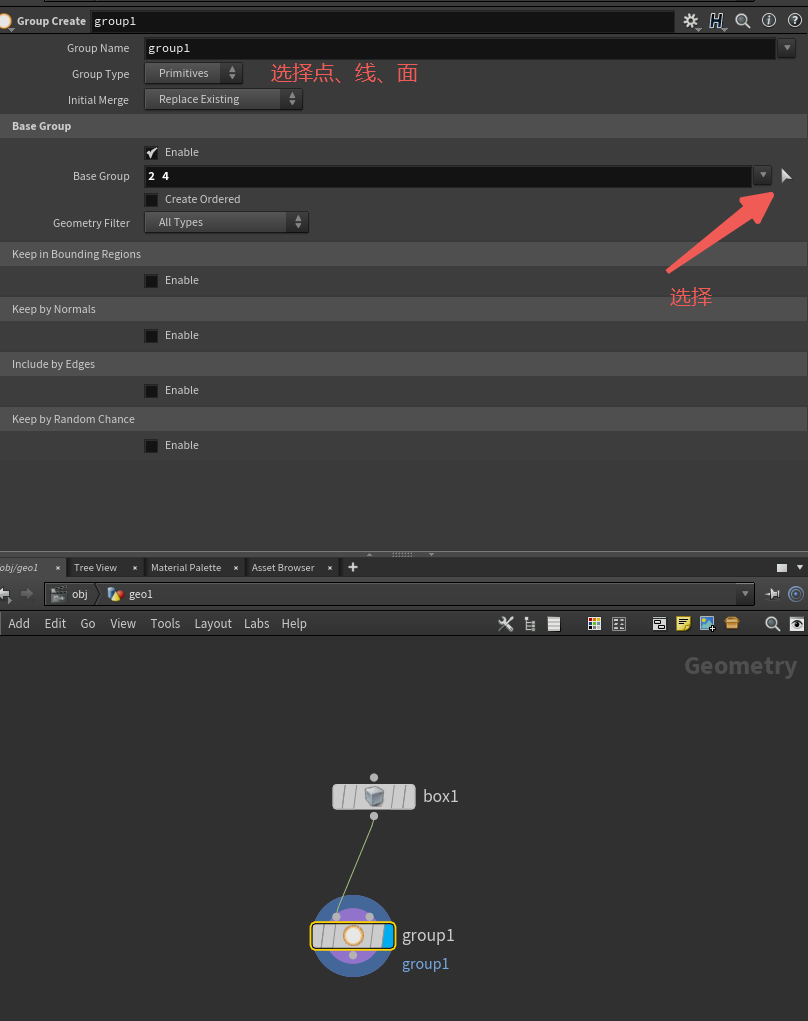 Group Create group1
Group Name group1
Group Type Primitives 选择点、线、面
Initial Merge Replace Existing
Base Group
Enable
Base Group 2 4
Create Ordered
Geometry Filter All Types
选择
Keep in Bounding Regions
Enable
Keep by Normals
Enable
Include by Edges
Enable
Keep by Random Chance
Enable
obj/geo1 × Tree View × Material Palette × Asset Browser × +
obj geo1
Add Edit Go View Tools Layout Labs Help
Geometry
box1
group1
group1